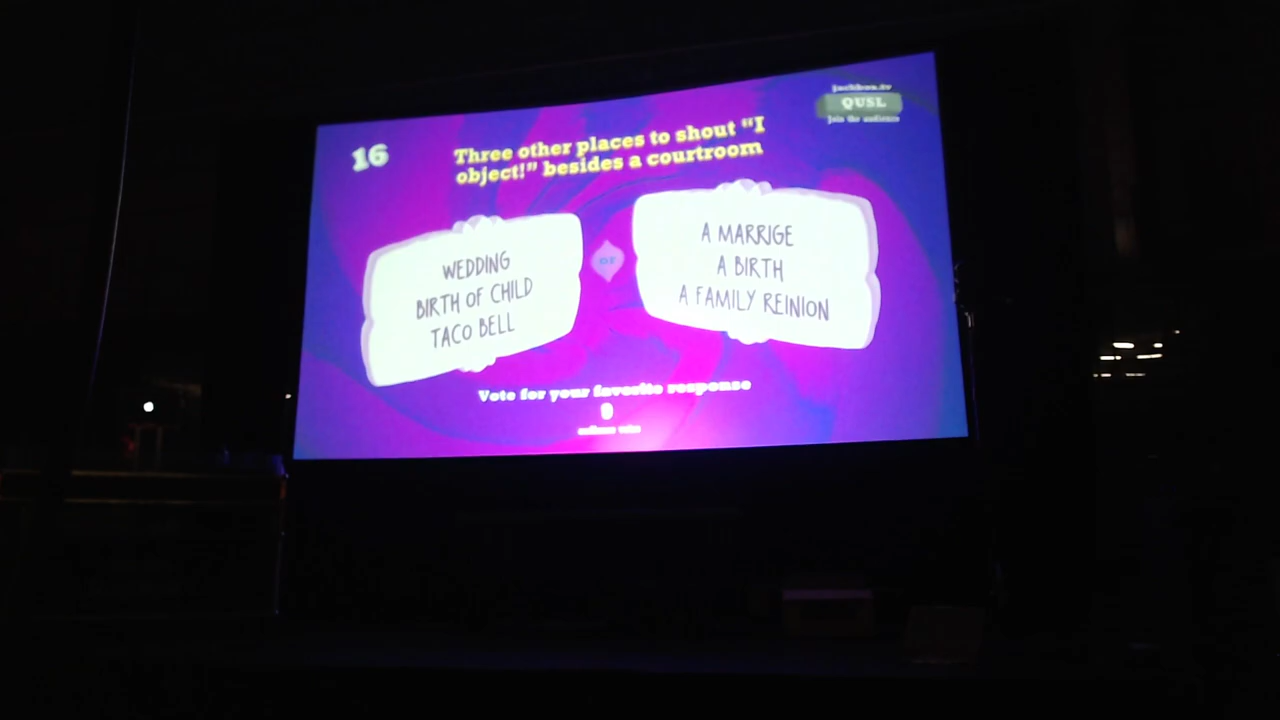 jackbox.tv
QUSL
Join the audience
16
Three other places to shout "I
object!" besides a courtroom
WEDDING
BIRTH OF CHILD
TACO BELL
OR
A MARRIGE
A BIRTH
A FAMILY REINION
Vote for your favorite response